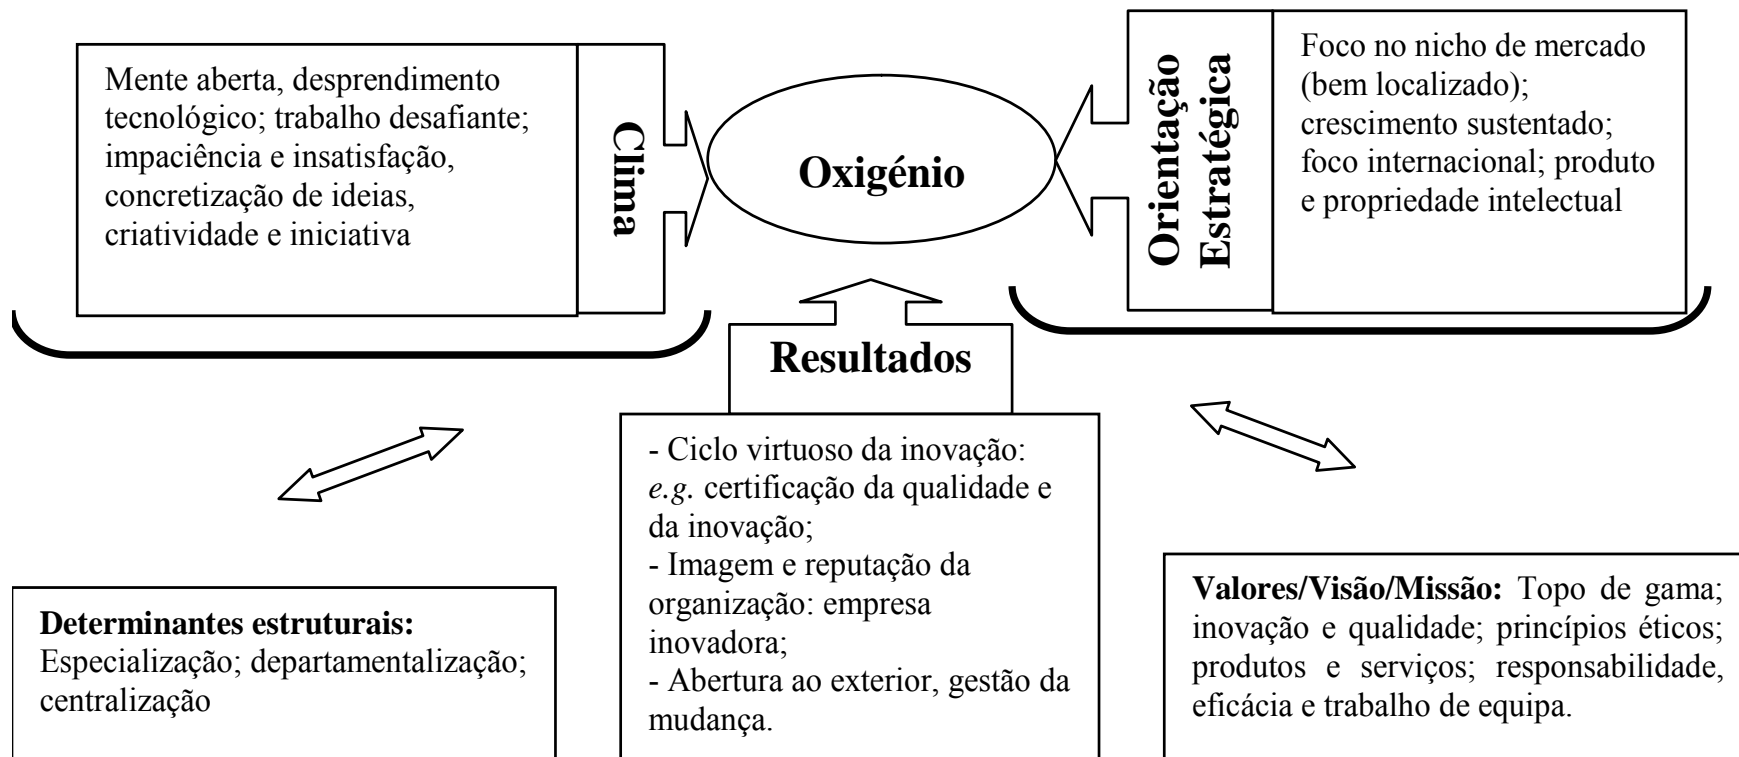 Mente aberta, desprendimento
tecnológico; trabalho desafiante;
impaciência e insatisfação,
concretização de ideias,
criatividade e iniciativa
Clima
Oxigénio
Orientação
Estratégica
Foco no nicho de mercado
(bem localizado);
crescimento sustentado;
foco internacional; produto
e propriedade intelectual
Resultados
- Ciclo virtuoso da inovação:
e.g. certificação da qualidade e
da inovação;
- Imagem e reputação da
organização: empresa
inovadora;
- Abertura ao exterior, gestão da
mudança.
Determinantes estruturais:
Especialização; departamentalização;
centralização
Valores/Visão/Missão: Topo de gama;
inovação e qualidade; princípios éticos;
produtos e serviços; responsabilidade,
eficácia e trabalho de equipa.